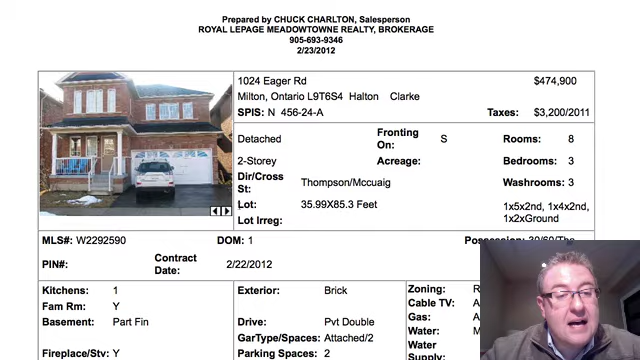 Prepared by CHUCK CHARLTON, Salesperson
ROYAL LEPAGE MEADOWTOWNE REALTY, BROKERAGE
905-693-9346
2/23/2012
1024 Eager Rd $474,900
Milton, Ontario L9T6S4 Halton Clarke
SPIS: N 456-24-A Taxes: $3,200/2011
Detached Fronting On: S Rooms: 8
2-Storey Acreage: Bedrooms: 3
Dir/Cross St: Thompson/Mccuaig Washrooms: 3
Lot: 35.99X85.3 Feet 1x5x2nd, 1x4x2nd,
Lot Irreg: 1x2xGround
MLS#: W2292590 DOM: 1 Possession: 30/60/Tba
PIN#: Contract Date: 2/22/2012
Kitchens: 1 Exterior: Brick Zoning:
Fam Rm: Y Cable TV: A
Basement: Part Fin Drive: Pvt Double Gas:
GarType/Spaces: Attached/2 Water: M
Fireplace/Stv: Y Parking Spaces: 2 Water Supply: